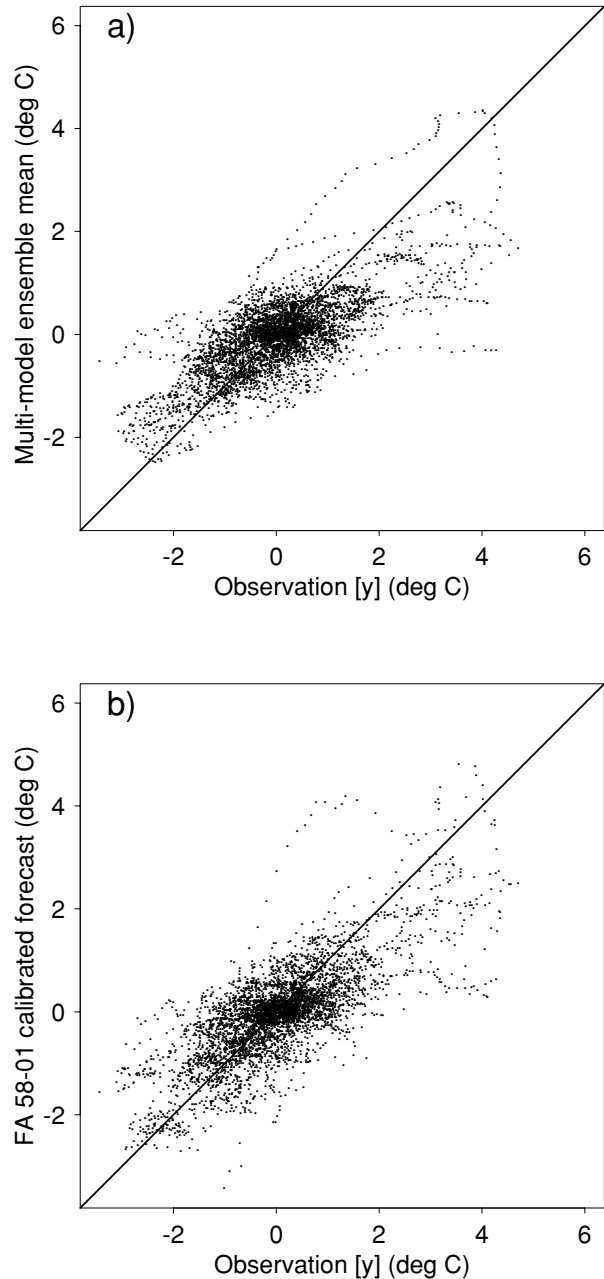 a)
6
4
2
0
-2
Multi-model ensemble mean (deg C)
-2 0 2 4 6
Observation [y] (deg C)
b)
6
4
2
0
-2
FA 58-01 calibrated forecast (deg C)
-2 0 2 4 6
Observation [y] (deg C)